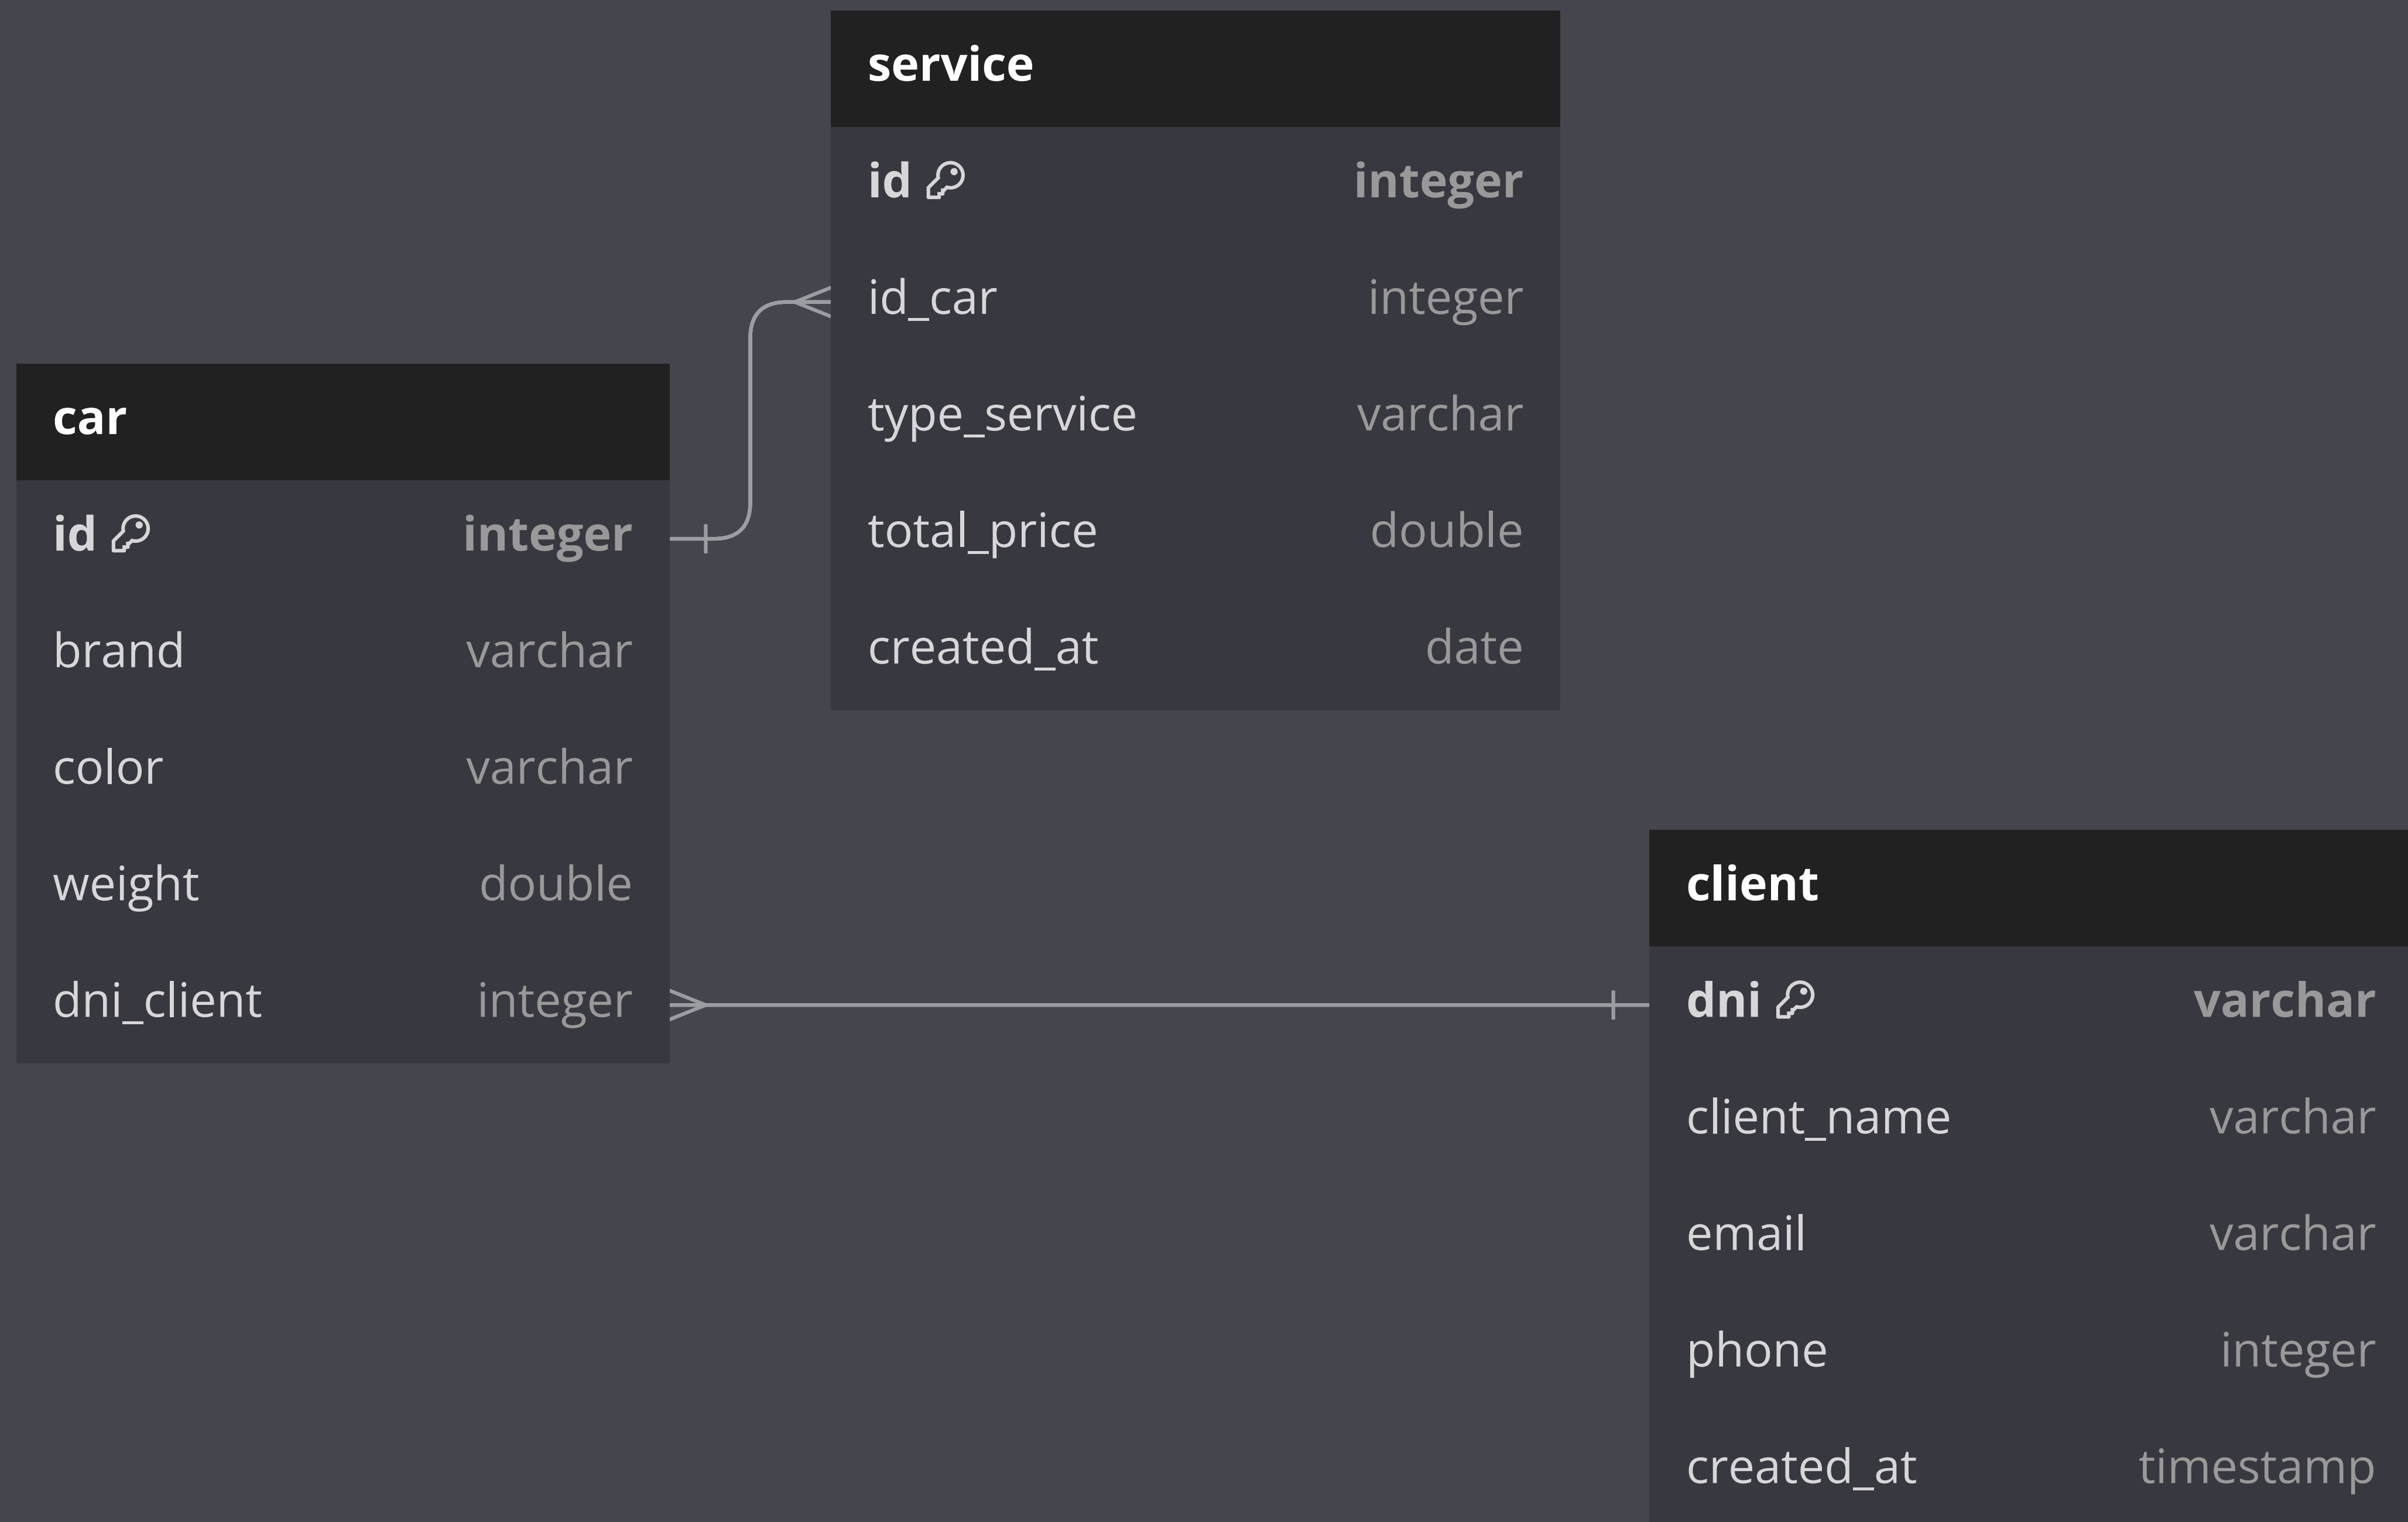 service
id integer
id_car integer
type_service varchar
total_price double
created_at date
car
id integer
brand varchar
color varchar
weight double
dni_client integer
client
dni varchar
client_name varchar
email varchar
phone integer
created_at timestamp